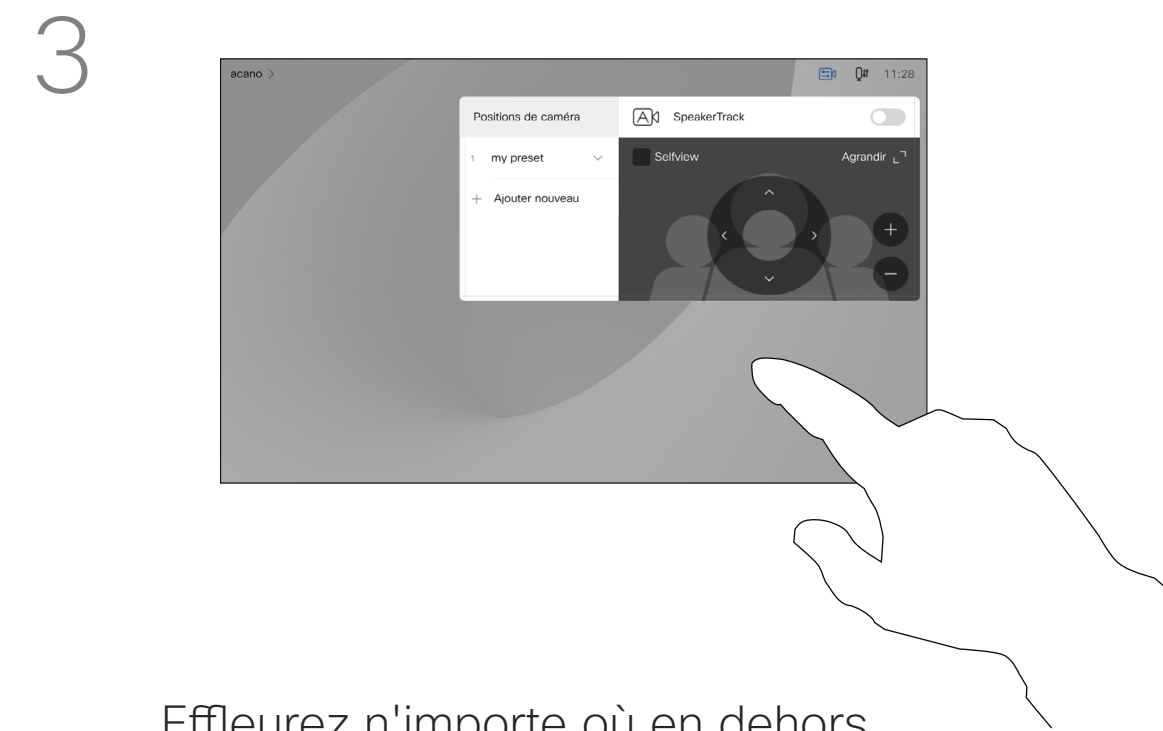 3
acano >
11:28
Positions de caméra
SpeakerTrack
1 my preset
Selfview
Agrandir
+ Ajouter nouveau
Effleurez n'importe où en dehors